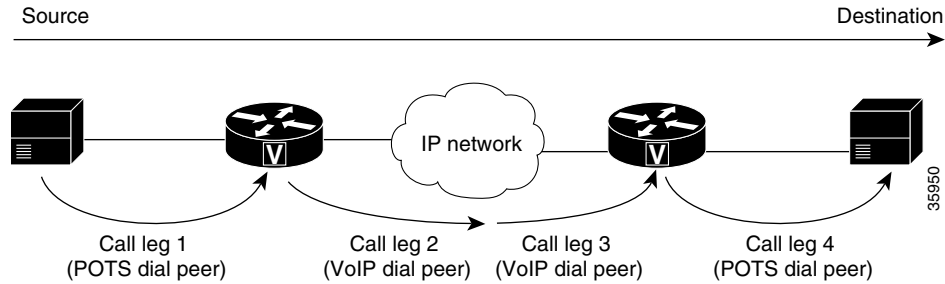 Source
Destination
V
IP network
V
35950
Call leg 1
(POTS dial peer)
Call leg 2
(VoIP dial peer)
Call leg 3
(VoIP dial peer)
Call leg 4
(POTS dial peer)